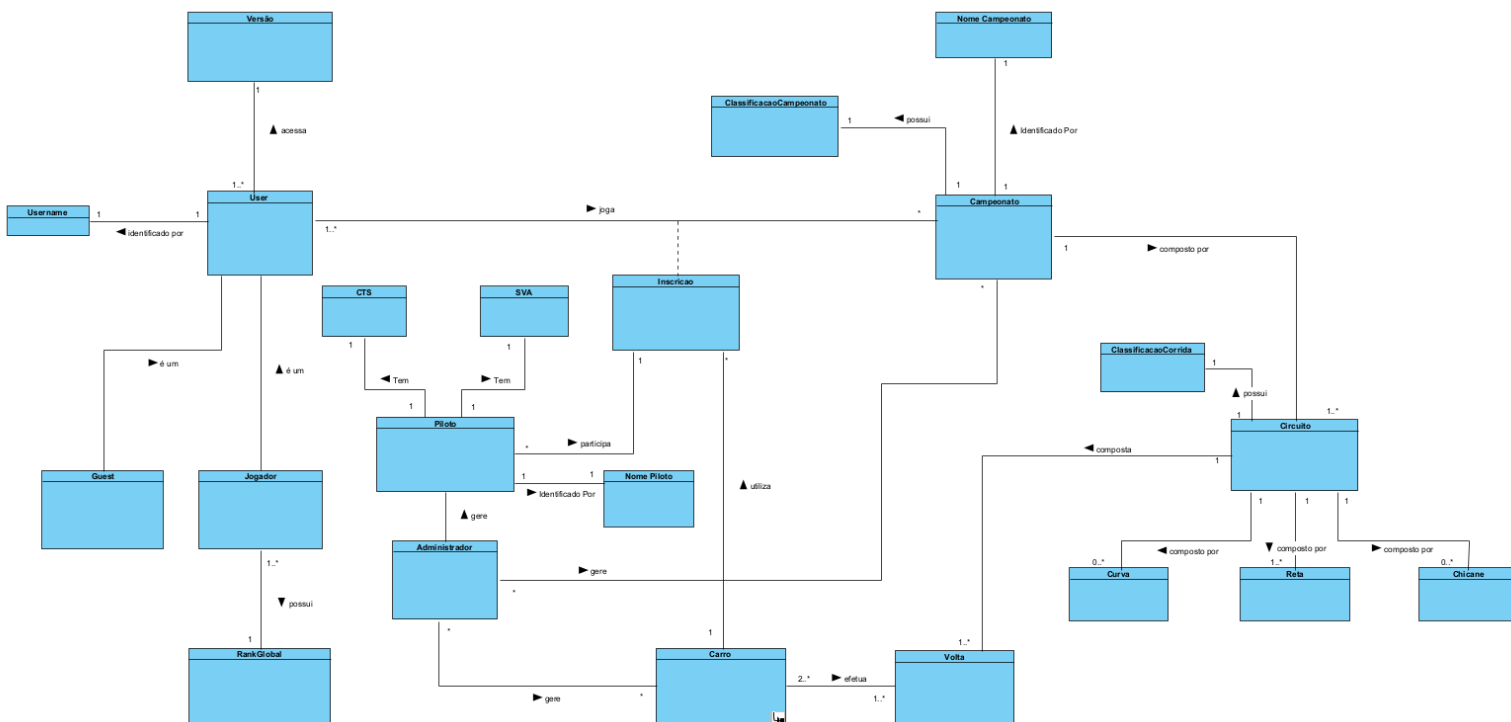 Versão
Nome Campeonato
1
1
ClassificacaoCampeonato
possui
1
acessa
Identificado Por
1..*
1
1
User
Campeonato
Username
1
1
joga
*
identificado por
1..*
1
composto por
Inscricao
CTS
SVA
*
1
1
ClassificacaoCorrida
é um
é um
1
*
1
Tem
Tem
possui
1
1
1
1..*
Piloto
Circuito
*
participa
composta
1
Guest
Jogador
1
1
Nome Piloto
Identificado Por
utiliza
1
1
1
gere
Administrador
composto por
composto por
composto por
1..*
0..*
1..*
0..*
gere
Curva
Reta
Chicane
*
possui
*
1
1
1..*
RankGlobal
Carro
Volta
2..*
efetua
gere
*
1..*